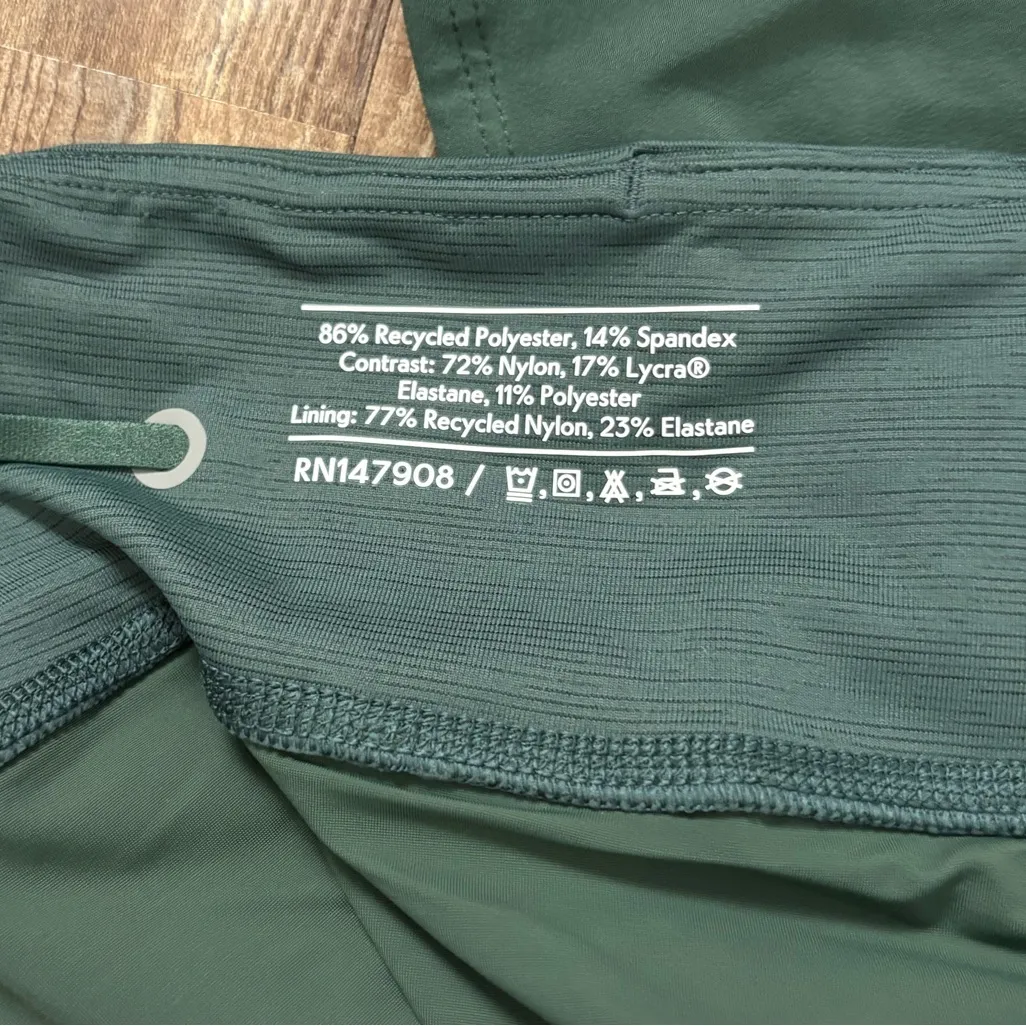 86% Recycled Polyester, 14% Spandex
Contrast: 72% Nylon, 17% Lycra®
Elastane, 11% Polyester
Lining: 77% Recycled Nylon, 23% Elastane
RN147908 / , , , ,